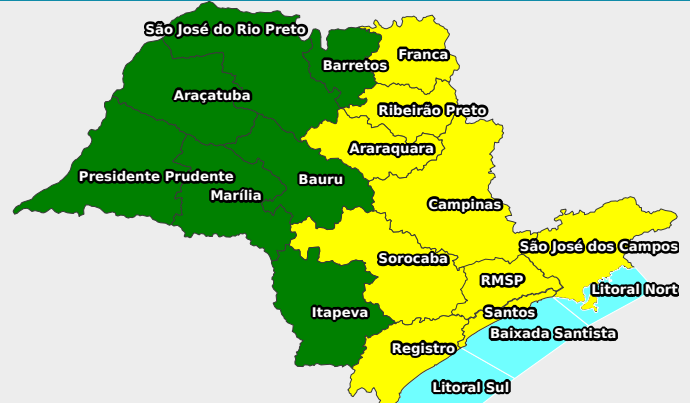 São José do Rio Preto
Franca
Barretos
Araçatuba
Ribeirão Preto
Araraquara
Presidente Prudente
Bauru
Marília
Campinas
São José dos Campos
Sorocaba
RMSP
Litoral Nort
Itapeva
Santos
Baixada Santista
Registro
Litoral Sul